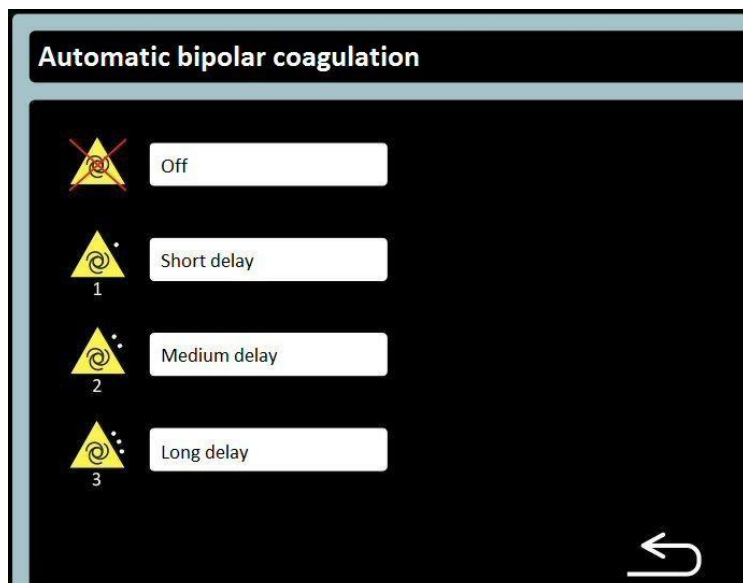 Automatic bipolar coagulation
Off
Short delay
1
Medium delay
2
Long delay
3